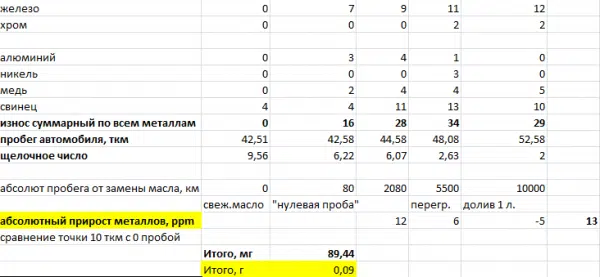 железо 0 7 9 11 12
хром 0 0 0 2 2
алюминий 0 3 4 1 0
никель 0 0 0 3 0
медь 0 2 4 4 5
свинец 4 4 11 13 10
износ суммарный по всем металлам 0 16 28 34 29
пробег автомобиля, ткм 42,51 42,58 44,58 48,08 52,58
щелочное число 9,56 6,22 6,07 2,63 2
абсолют пробега от замены масла, км 0 80 2080 5500 10000
свеж.масло "нулевая проба" перегр. долив 1 л.
абсолютный прирост металлов, ppm 12 6 -5 13
сравнение точки 10 ткм с 0 пробой
Итого, мг 89,44
Итого, г 0,09